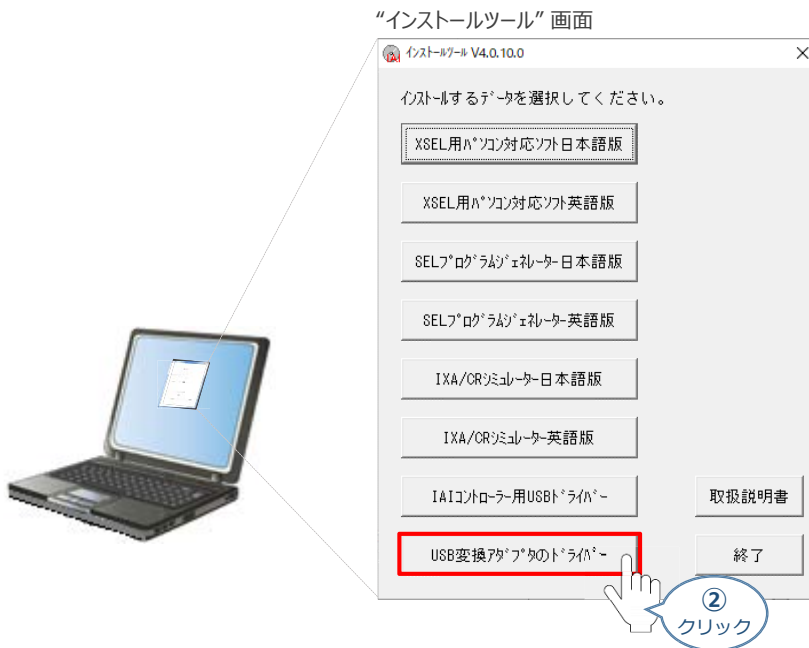 “インストールツール” 画面
インストールツール V4.0.10.0
インストールするデータを選択してください。
XSEL用パソコン対応ソフト日本語版
XSEL用パソコン対応ソフト英語版
SELプログラムジェネレーター日本語版
SELプログラムジェネレーター英語版
IXA/CRシミュレーター日本語版
IXA/CRシミュレーター英語版
IAIコントローラー用USBドライバー
取扱説明書
USB変換アダプタのドライバー
終了
②
クリック